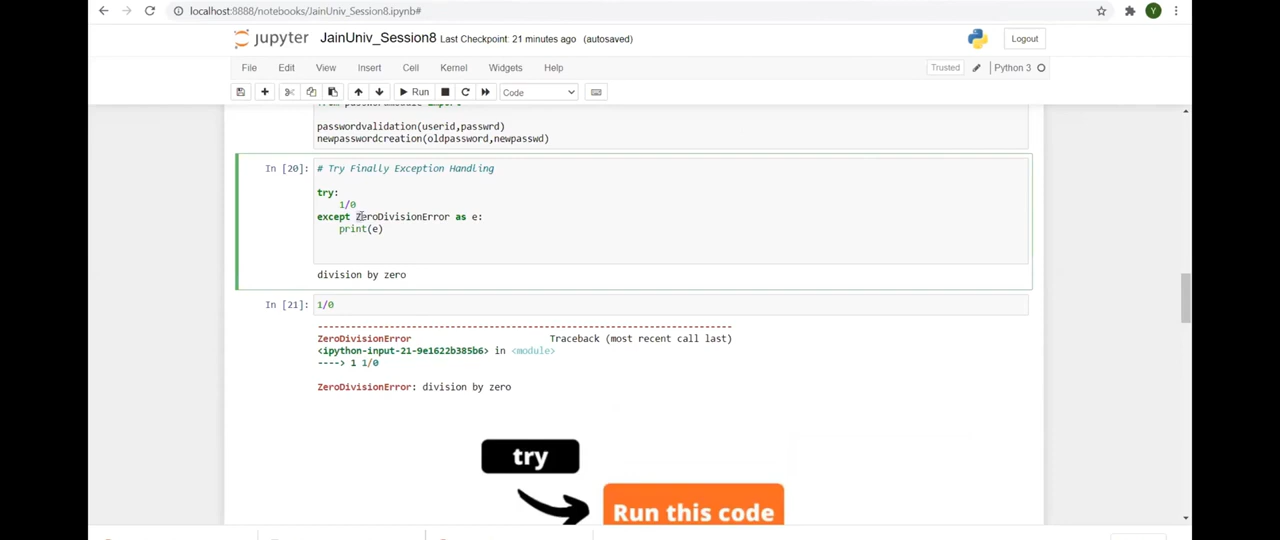 localhost:8888/notebooks/JainUniv_Session8.ipynb#
Y
jupyter JainUniv_Session8 Last Checkpoint: 21 minutes ago (autosaved)
Logout
File Edit View Insert Cell Kernel Widgets Help
Trusted Python 3
Run Code
passwordvalidation(userid,passwrd)
newpasswordcreation(oldpassword,newpasswd)
In [20]: # Try Finally Exception Handling
try:
1/0
except ZeroDivisionError as e:
print(e)
division by zero
In [21]: 1/0
---------------------------------------------------------------------------
ZeroDivisionError Traceback (most recent call last)
<ipython-input-21-9e1622b385b6> in <module>
----> 1 1/0
ZeroDivisionError: division by zero
try
Run this code